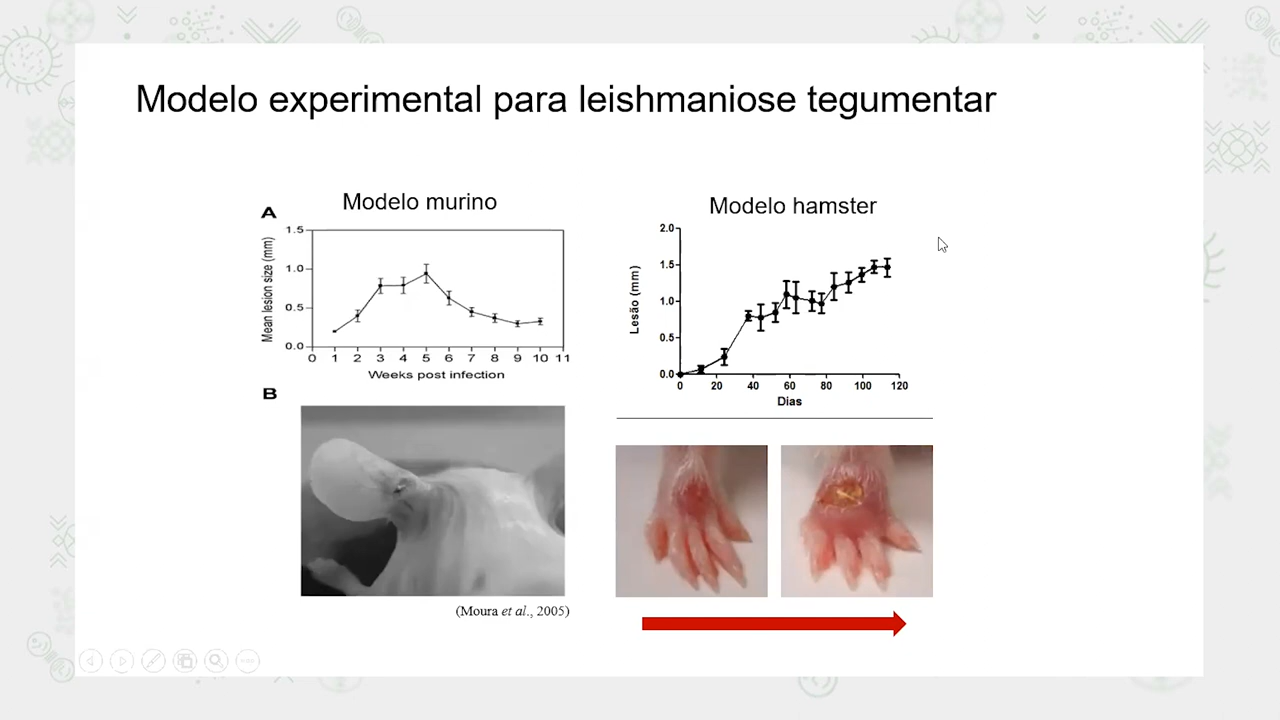 Modelo experimental para leishmaniose tegumentar
A
Modelo murino
1.5
1.0
0.5
0.0
Mean lesion size (mm)
0 1 2 3 4 5 6 7 8 9 10 11
Weeks post infection
B
(Moura et al., 2005)
Modelo hamster
2.0
1.5
1.0
0.5
0.0
Lesão (mm)
0 20 40 60 80 100 120
Dias